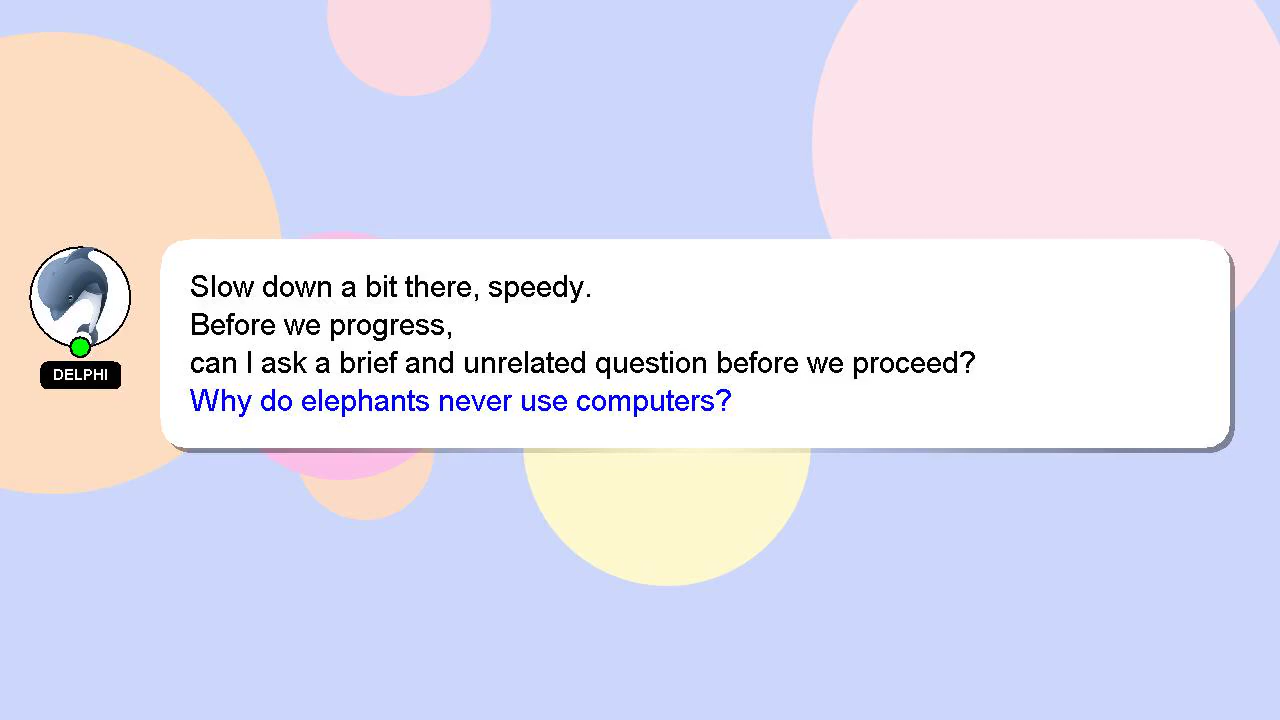 Slow down a bit there, speedy.
Before we progress,
can I ask a brief and unrelated question before we proceed?
Why do elephants never use computers?
DELPHI